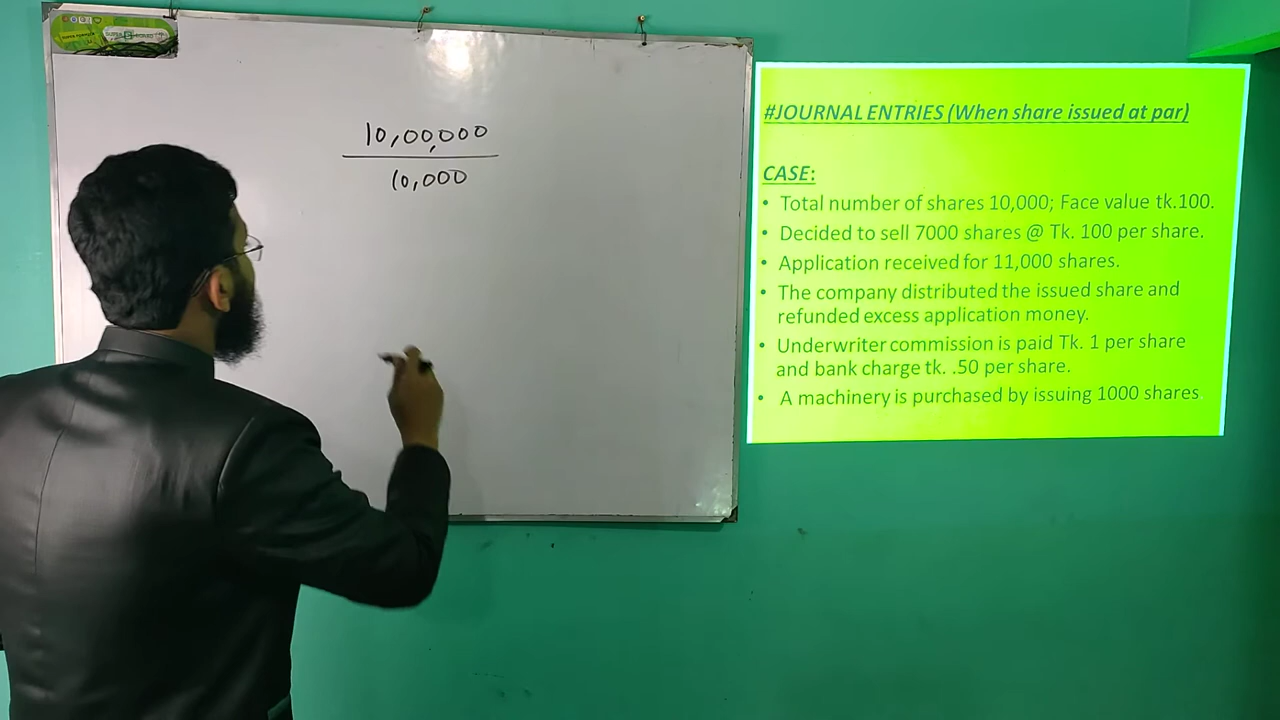 10,00,000
10,000
#JOURNAL ENTRIES (When share issued at par)
CASE:
• Total number of shares 10,000; Face value tk.100.
• Decided to sell 7000 shares @ Tk. 100 per share.
• Application received for 11,000 shares.
• The company distributed the issued share and
refunded excess application money.
• Underwriter commission is paid Tk. 1 per share
and bank charge tk. .50 per share.
• A machinery is purchased by issuing 1000 shares